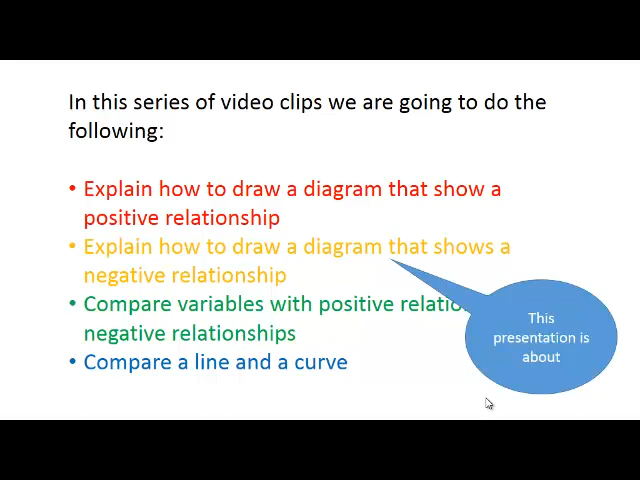 In this series of video clips we are going to do the
following:
• Explain how to draw a diagram that show a
positive relationship
• Explain how to draw a diagram that shows a
negative relationship
• Compare variables with positive
negative relationships
• Compare a line and a curve
This
presentation is
about